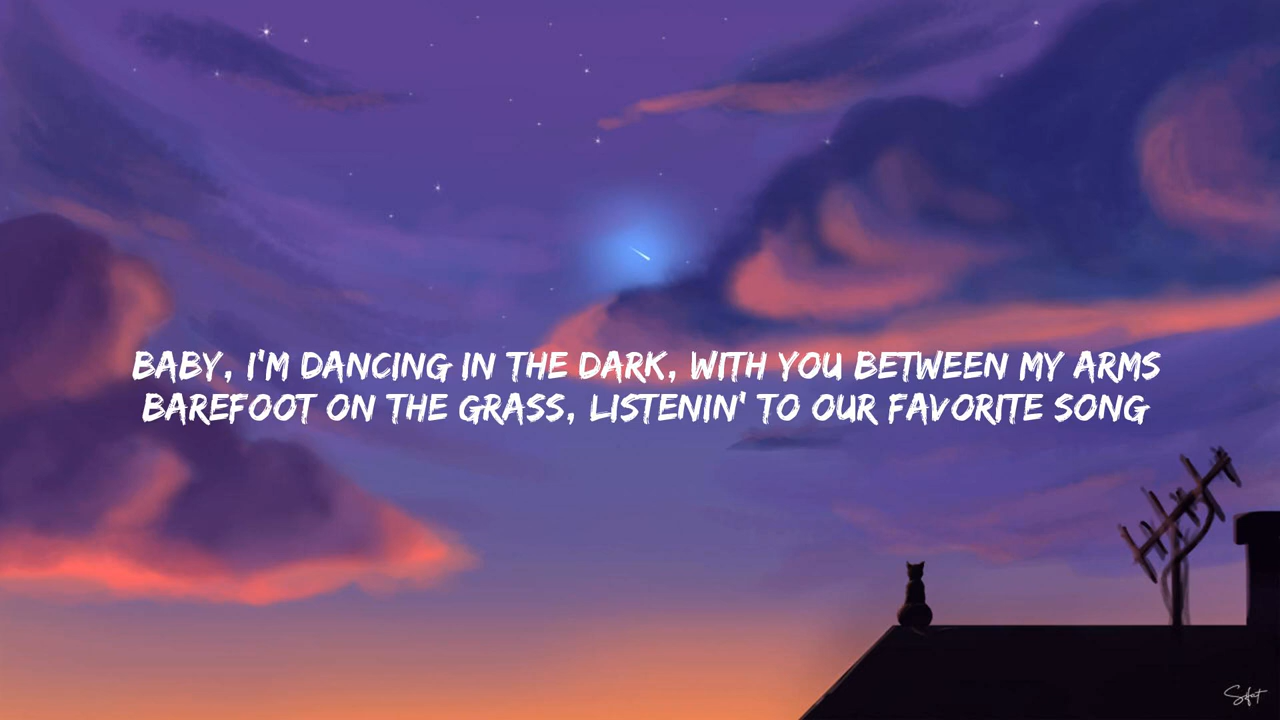 BABY, I'M DANCING IN THE DARK, WITH YOU BETWEEN MY ARMS
BAREFOOT ON THE GRASS, LISTENIN' TO OUR FAVORITE SONG